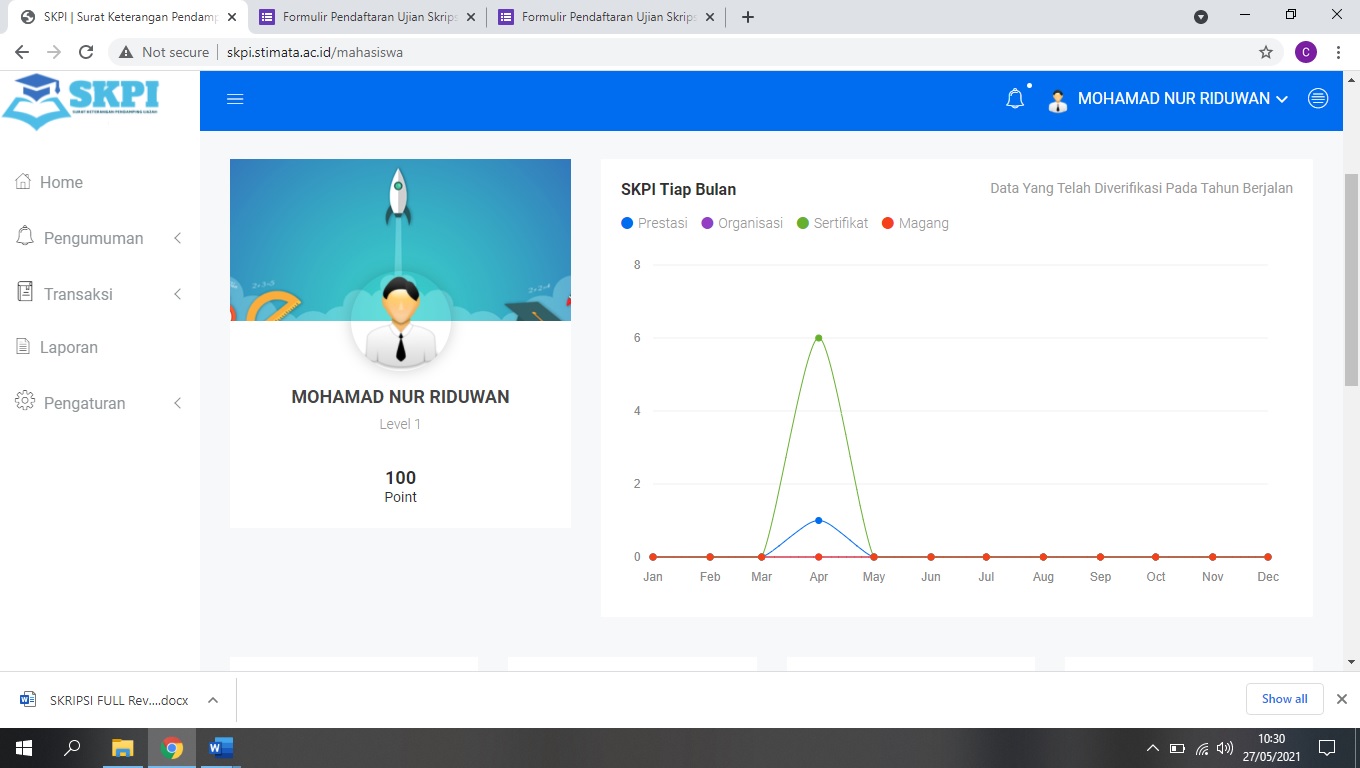 SKPI | Surat Keterangan Pendamp
Formulir Pendaftaran Ujian Skrips
Formulir Pendaftaran Ujian Skrips
Not secure
skpi.stimata.ac.id/mahasiswa
C
SKPI
SURAT KETERANGAN PENDAMPING IJAZAH
MOHAMAD NUR RIDUWAN
Home
Pengumuman
Transaksi
Laporan
Pengaturan
2+2=4
MOHAMAD NUR RIDUWAN
Level 1
100
Point
SKPI Tiap Bulan
Data Yang Telah Diverifikasi Pada Tahun Berjalan
Prestasi Organisasi Sertifikat Magang
8
6
4
2
0
Jan Feb Mar Apr May Jun Jul Aug Sep Oct Nov Dec
SKRIPSI FULL Rev....docx
Show all
10:30
27/05/2021